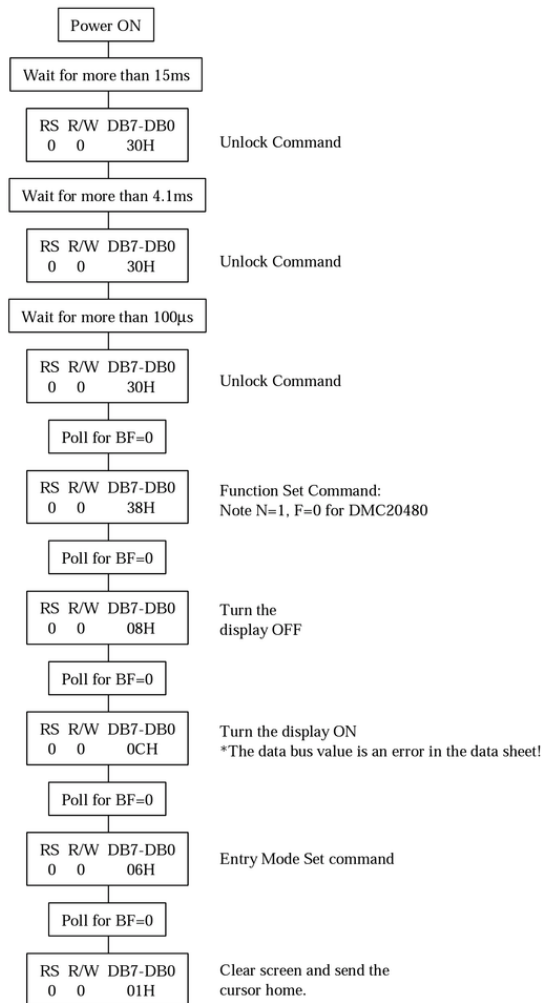 Power ON
Wait for more than 15ms
RS R/W DB7-DB0
0 0 30H
Unlock Command
Wait for more than 4.1ms
RS R/W DB7-DB0
0 0 30H
Unlock Command
Wait for more than 100μs
RS R/W DB7-DB0
0 0 30H
Unlock Command
Poll for BF=0
RS R/W DB7-DB0
0 0 38H
Function Set Command:
Note N=1, F=0 for DMC20480
Poll for BF=0
RS R/W DB7-DB0
0 0 08H
Turn the
display OFF
Poll for BF=0
RS R/W DB7-DB0
0 0 0CH
Turn the display ON
*The data bus value is an error in the data sheet!
Poll for BF=0
RS R/W DB7-DB0
0 0 06H
Entry Mode Set command
Poll for BF=0
RS R/W DB7-DB0
0 0 01H
Clear screen and send the
cursor home.